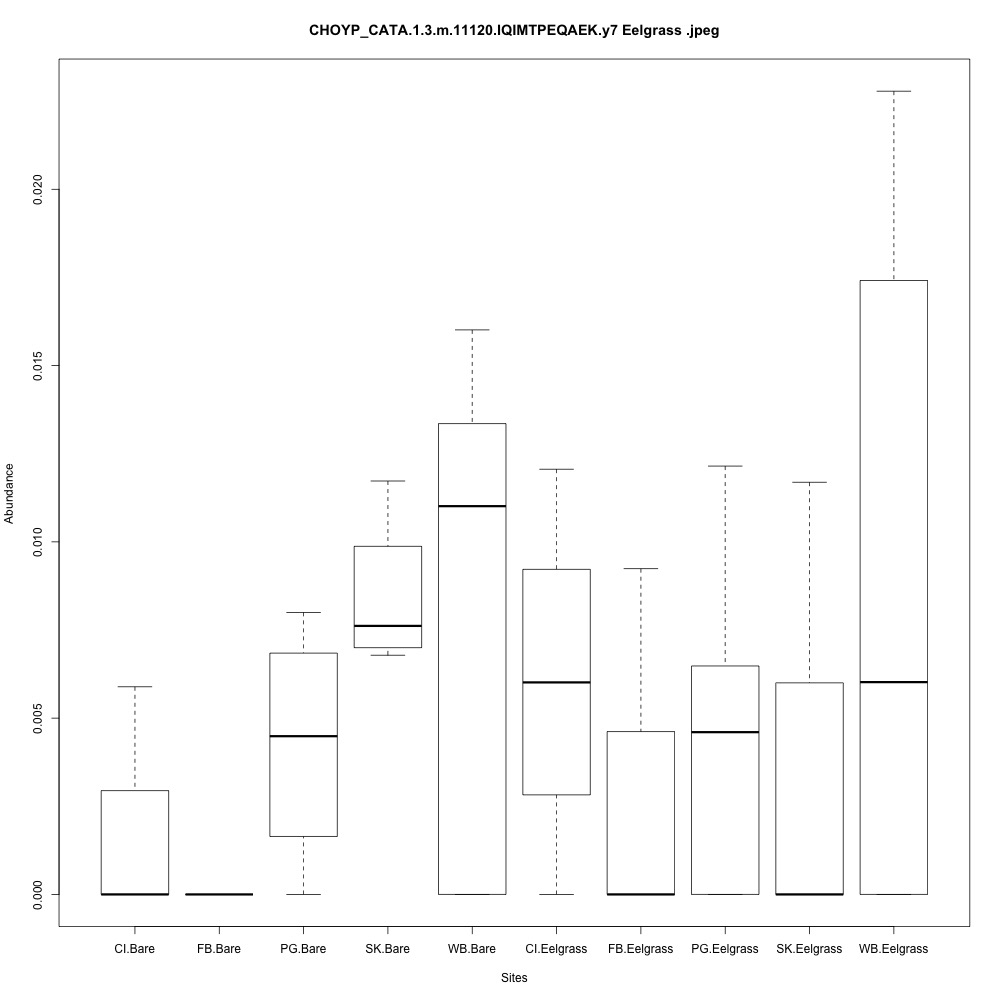 CHOYP_CATA.1.3.m.11120.IQIMTPEQAEK.y7 Eelgrass .jpeg
0.020
0.015
0.010
0.005
0.000
Abundance
CI.Bare FB.Bare PG.Bare SK.Bare WB.Bare CI.Eelgrass FB.Eelgrass PG.Eelgrass SK.Eelgrass WB.Eelgrass
Sites